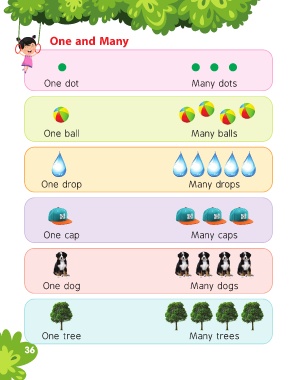 One and Many
One dot Many dots
One ball Many balls
One drop Many drops
One cap Many caps
One dog Many dogs
One tree Many trees
36